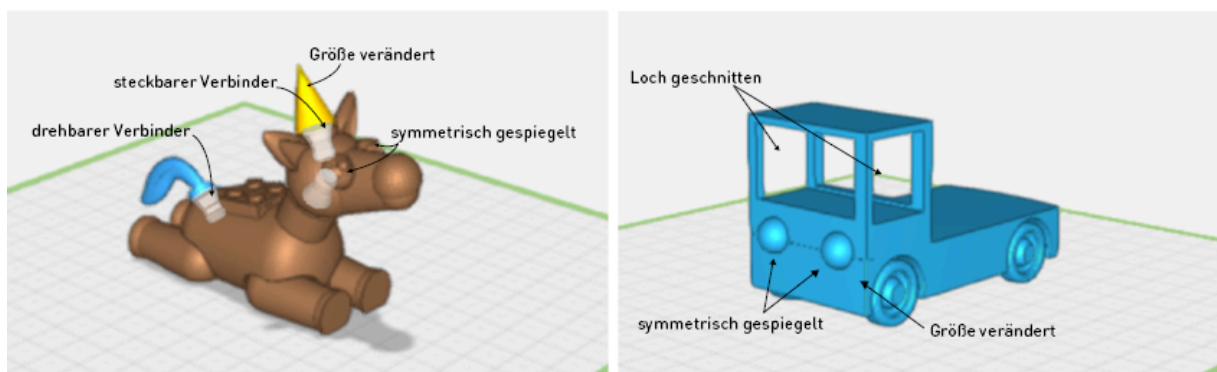 Größe verändert
steckbarer Verbinder
drehbarer Verbinder
symmetrisch gespiegelt
Loch geschnitten
symmetrisch gespiegelt
Größe verändert